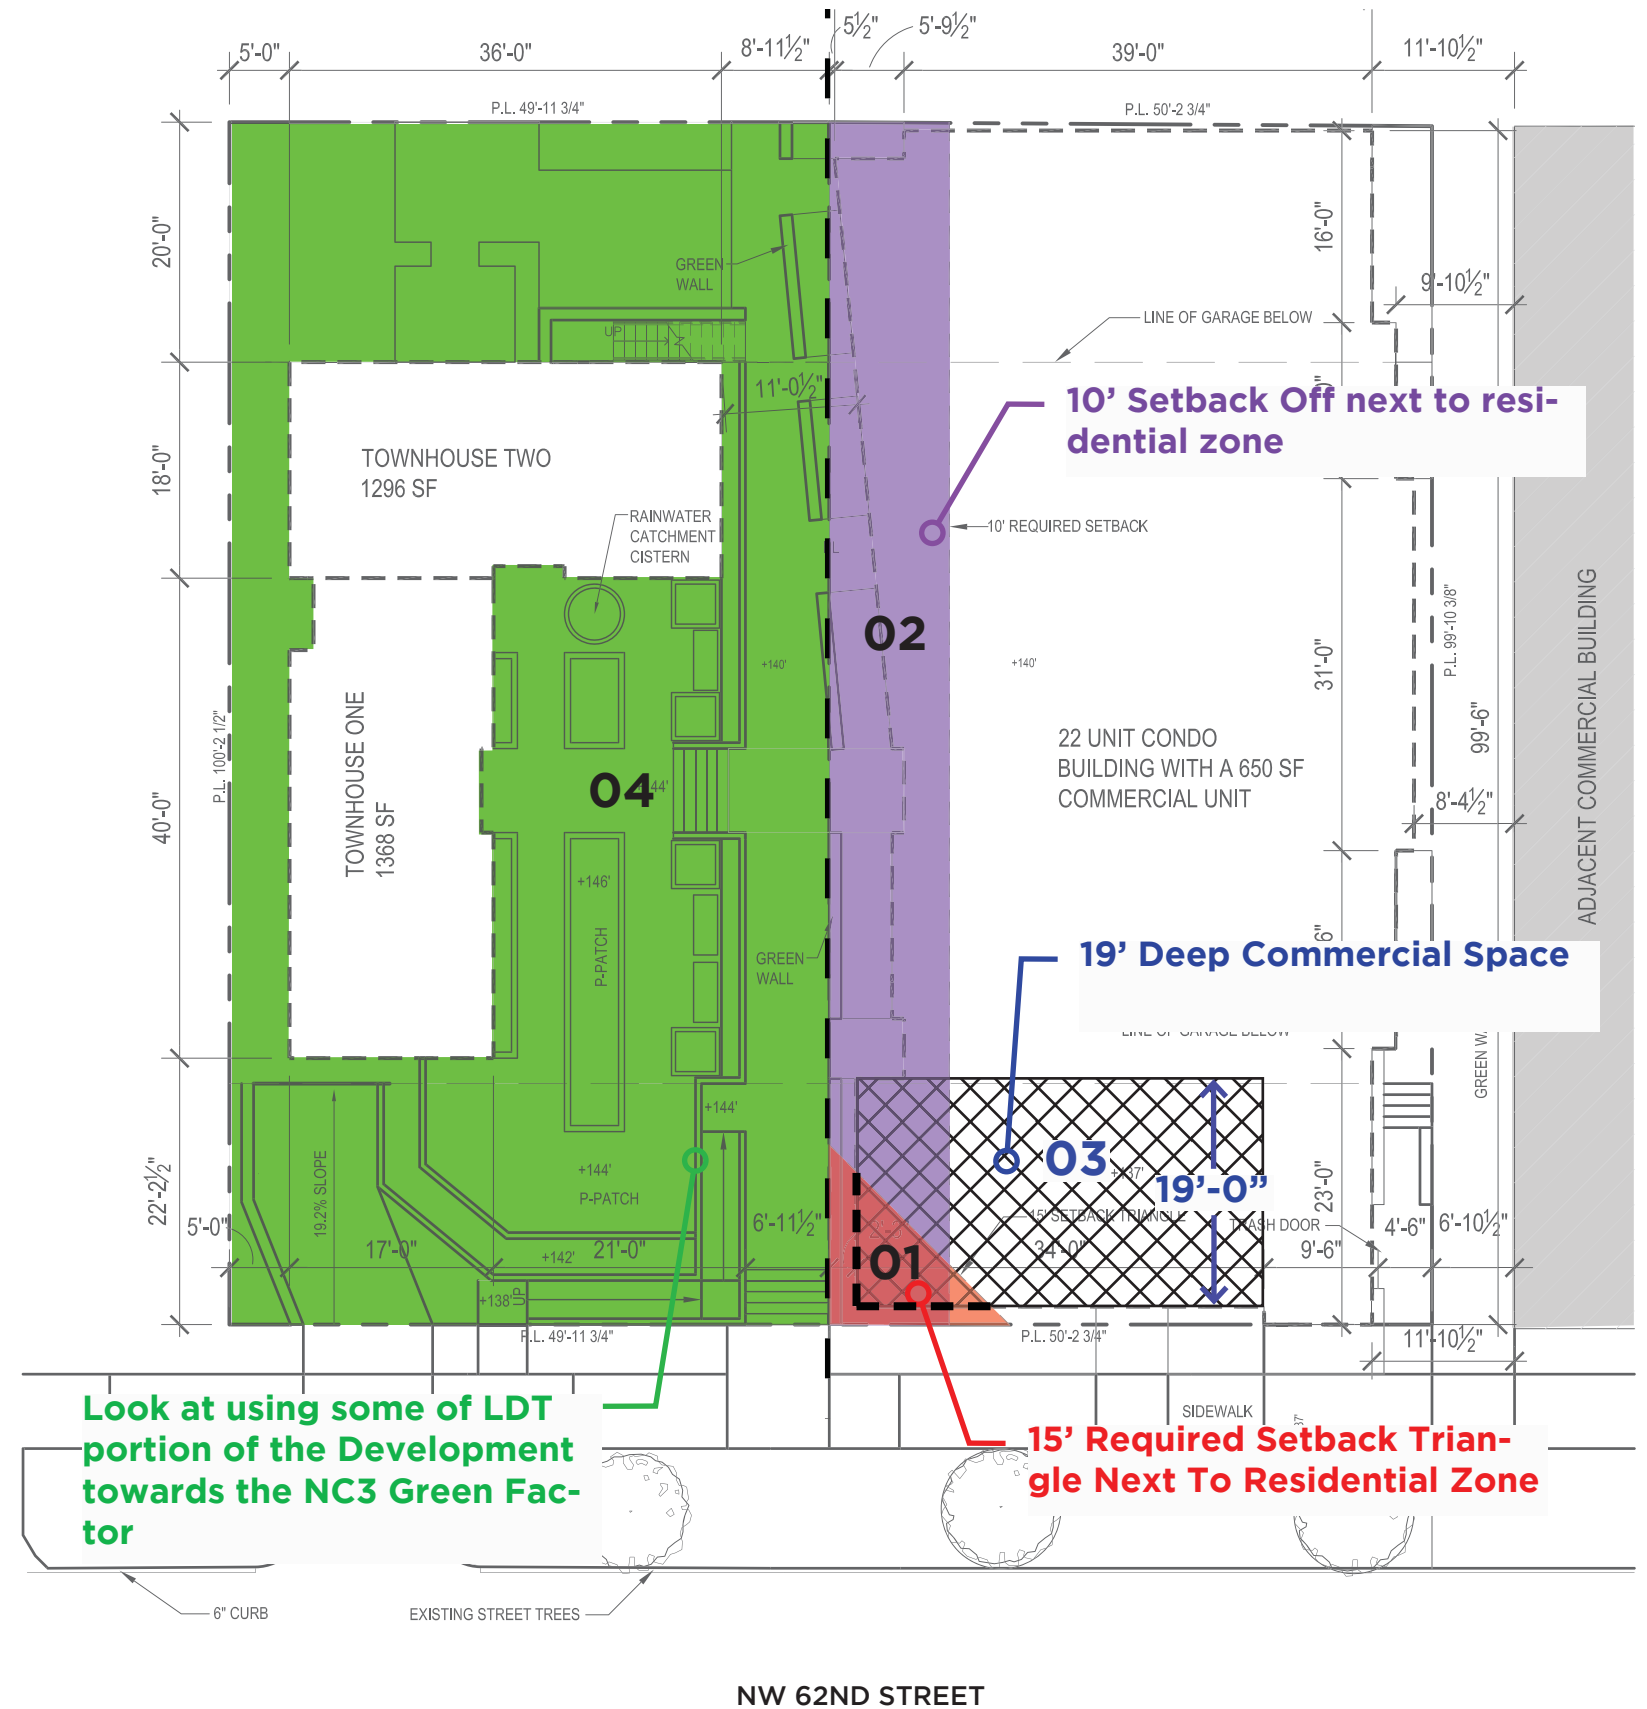 5'-0"
36'-0"
8'-11½"
5½"
5'-9½"
39'-0"
11'-10½"
P.L. 49'-11 3/4"
P.L. 50'-2 3/4"
20'-0"
GREEN
WALL
16'-0"
9'-10½"
LINE OF GARAGE BELOW
UP
11'-0½"
10' Setback Off next to resi-
dential zone
18'-0"
TOWNHOUSE TWO
1296 SF
RAINWATER
CATCHMENT
CISTERN
10' REQUIRED SETBACK
02
+140'
+140'
31'-0"
P.L. 99'-10 3/8"
ADJACENT COMMERCIAL BUILDING
P.L. 100'-2 1/2"
TOWNHOUSE ONE
1368 SF
04
22 UNIT CONDO
BUILDING WITH A 650 SF
COMMERCIAL UNIT
99'-6"
8'-4½"
40'-0"
+146'
P-PATCH
GREEN
WALL
19' Deep Commercial Space
LINE OF GARAGE BELOW
+144'
03
+137'
19'-0"
19.2% SLOPE
+144'
P-PATCH
22'-2½"
5'-0"
17'-0"
+142'
21'-0"
6'-11½"
15' SETBACK TRIANGLE
34'-0"
TRASH DOOR
23'-0"
9'-6"
4'-6"
6'-10½"
01
+138'
UP
P.L. 49'-11 3/4"
P.L. 50'-2 3/4"
11'-10½"
Look at using some of LDT
portion of the Development
towards the NC3 Green Fac-
tor
SIDEWALK
15' Required Setback Trian-
gle Next To Residential Zone
6" CURB
EXISTING STREET TREES
NW 62ND STREET